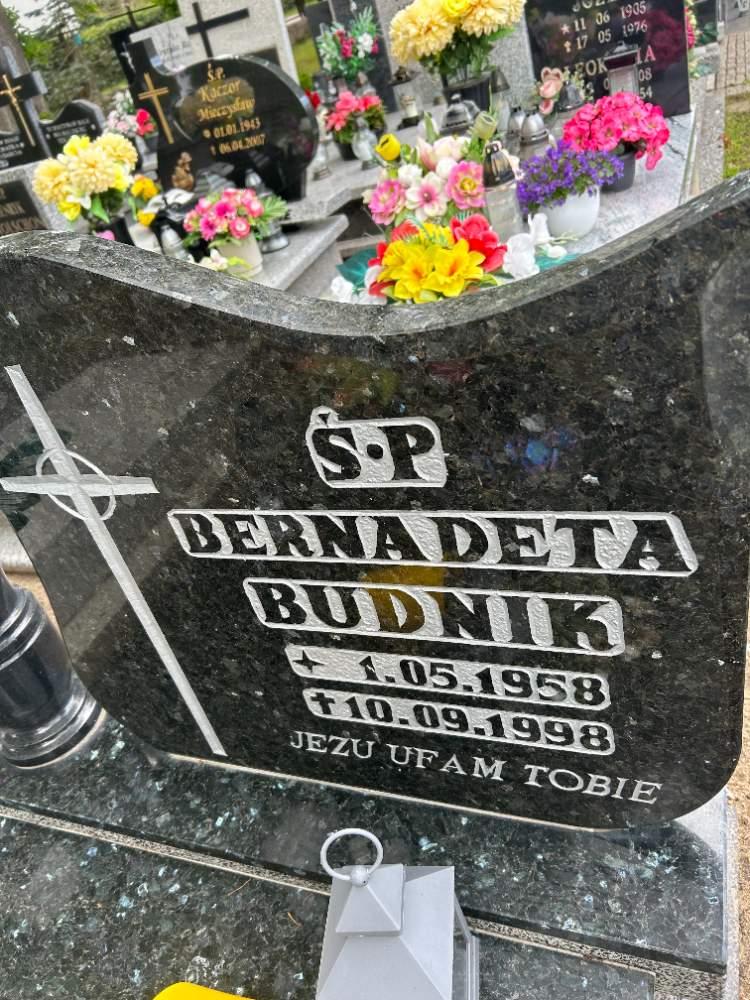 Ś.P.
Kaczor
Mieczysław
01.01.1943
06.04.2007
* 11 06 1905
† 17 05 1976
Ś.P
BERNADETA
BUDNIK
1.05.1958
† 10.09.1998
JEZU UFAM TOBIE